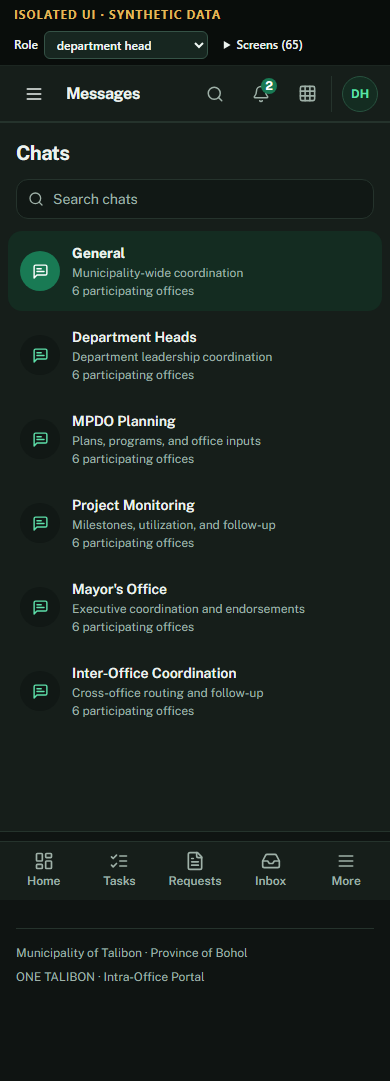 ISOLATED UI · SYNTHETIC DATA
Role department head ▶ Screens (65)
Messages 2 DH
Chats
Search chats
General
Municipality-wide coordination
6 participating offices
Department Heads
Department leadership coordination
6 participating offices
MPDO Planning
Plans, programs, and office inputs
6 participating offices
Project Monitoring
Milestones, utilization, and follow-up
6 participating offices
Mayor's Office
Executive coordination and endorsements
6 participating offices
Inter-Office Coordination
Cross-office routing and follow-up
6 participating offices
Home Tasks Requests Inbox More
Municipality of Talibon · Province of Bohol
ONE TALIBON · Intra-Office Portal